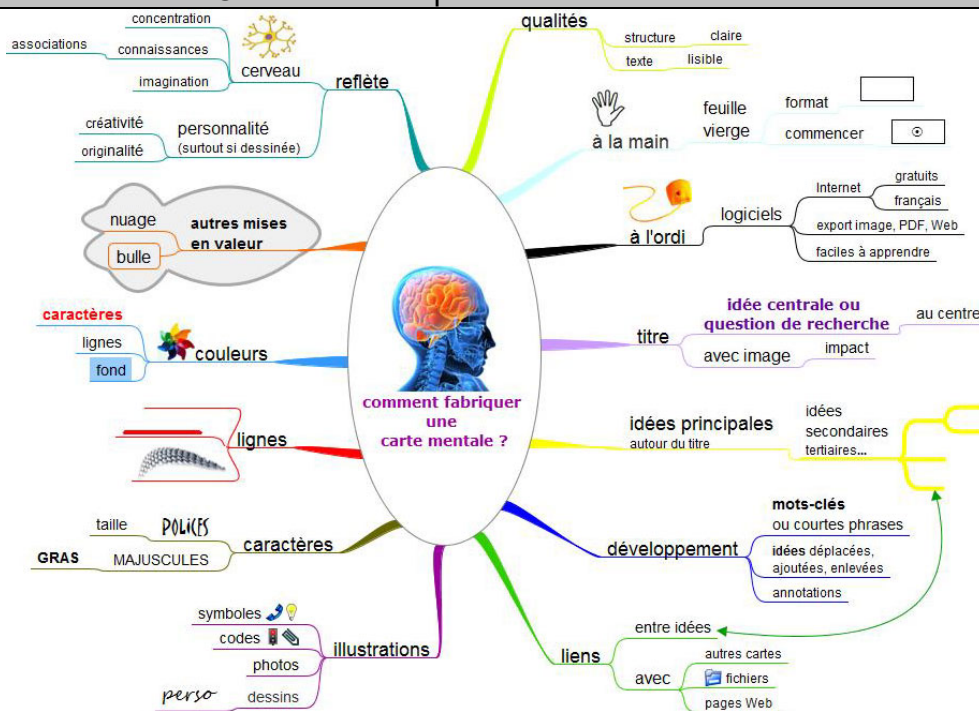 comment fabriquer
une
carte mentale ?
qualités
structure
claire
texte
lisible
à la main
feuille
vierge
format
commencer
à l'ordi
logiciels
Internet
gratuits
français
export image, PDF, Web
faciles à apprendre
titre
idée centrale ou
question de recherche
au centre
avec image
impact
idées principales
autour du titre
idées
secondaires
tertiaires...
développement
mots-clés
ou courtes phrases
idées déplacées,
ajoutées, enlevées
annotations
liens
entre idées
avec
autres cartes
fichiers
pages Web
illustrations
symboles
codes
photos
dessins
perso
caractères
POLICES
taille
MAJUSCULES
GRAS
lignes
couleurs
caractères
lignes
fond
autres mises
en valeur
nuage
bulle
reflète
cerveau
concentration
connaissances
associations
imagination
personnalité
(surtout si dessinée)
créativité
originalité